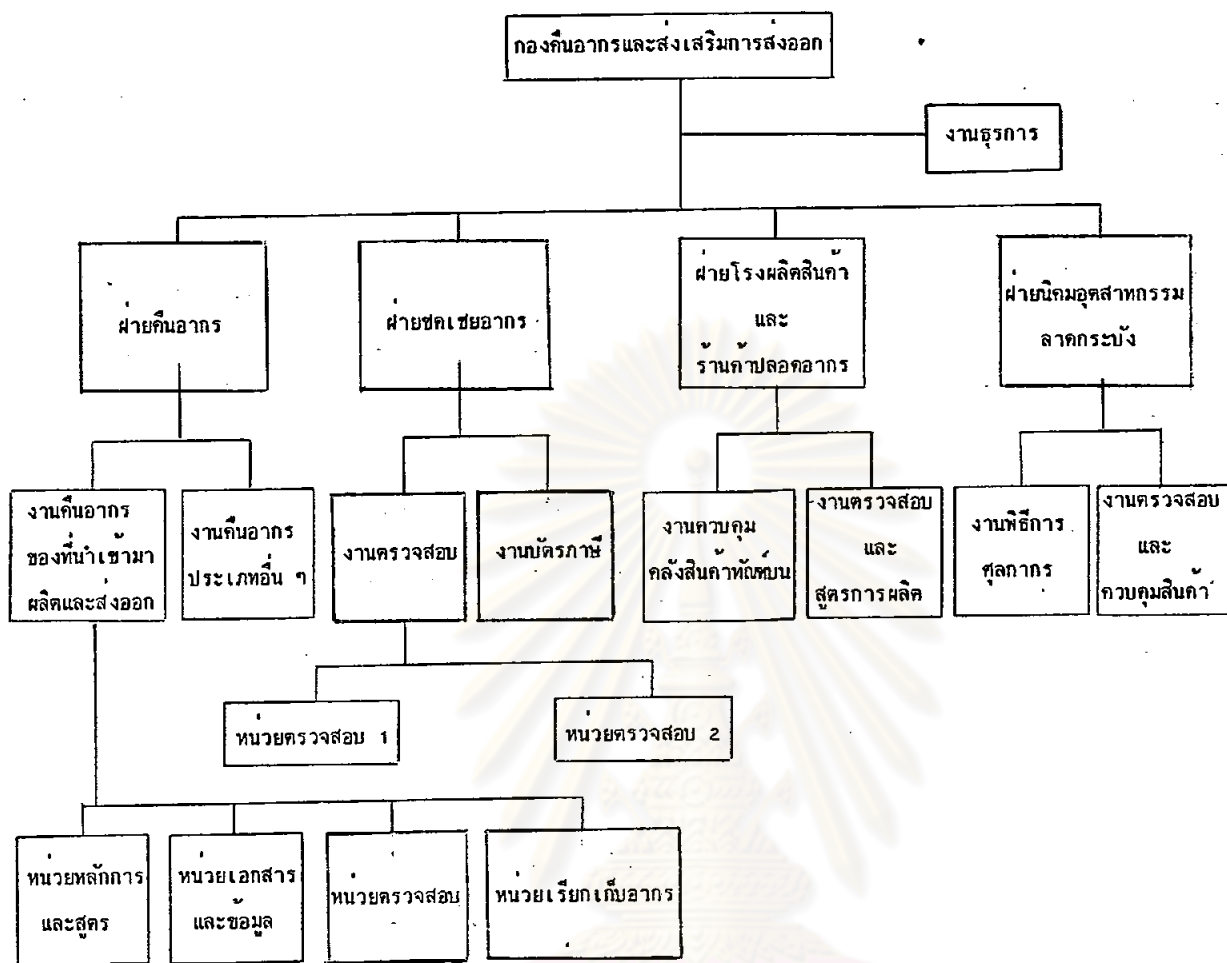 กองคืนอากรและส่งเสริมการส่งออก
งานธุรการ
ฝ่ายคืนอากร
ฝ่ายชดเชยอากร
ฝ่ายโรงผลิตสินค้า
และ
ร้านค้าปลอดอากร
ฝ่ายนิคมอุตสาหกรรม
ลาดกระบัง
งานคืนอากร
ของที่นำเข้ามา
ผลิตและส่งออก
งานคืนอากร
ประเภทอื่น ๆ
งานตรวจสอบ
งานบัตรภาษี
งานควบคุม
คลังสินค้าทัณฑ์บน
งานตรวจสอบ
และ
สูตรการผลิต
งานพิธีการ
ศุลกากร
งานตรวจสอบ
และ
ควบคุมสินค้า
หน่วยตรวจสอบ 1
หน่วยตรวจสอบ 2
หน่วยหลักการ
และสูตร
หน่วยเอกสาร
และข้อมูล
หน่วยตรวจสอบ
หน่วยเรียกเก็บอากร